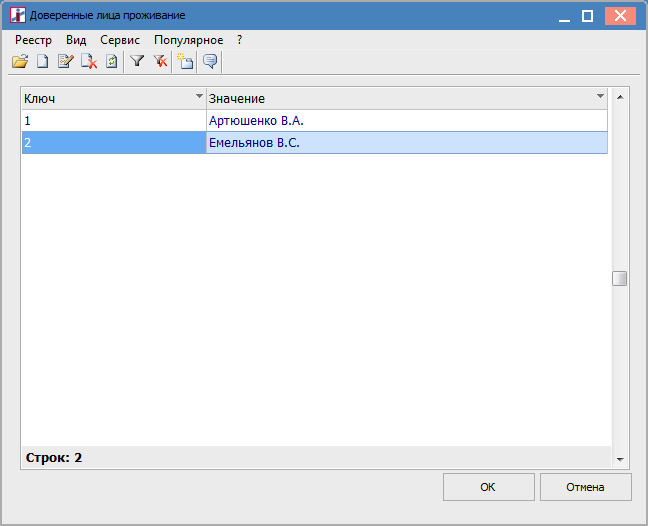 Доверенные лица проживание
Реестр Вид Сервис Популярное ?
Ключ Значение
1 Артюшенко В.А.
2 Емельянов В.С.
Строк: 2
ОК Отмена